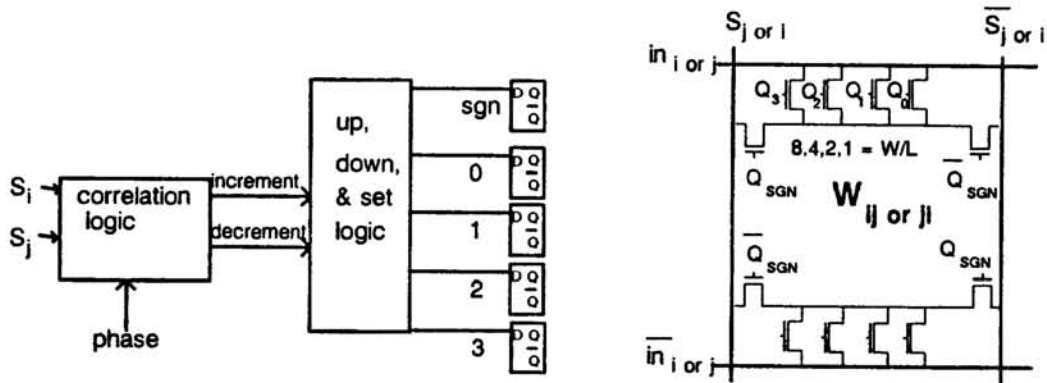 S_i
S_j
correlation
logic
phase
increment
decrement
up,
down,
& set
logic
sgn
0
1
2
3
D Q
Q̅
D Q
Q̅
D Q
Q̅
D Q
Q̅
D Q
Q̅
S_j or i
S̅_j or i
in_i or j
Q_3 Q_2 Q_1 Q_0
8,4,2,1 = W/L
Q_SGN
Q̅_SGN
W_ij or ji
Q̅_SGN
Q_SGN
i̅n̅_i or j